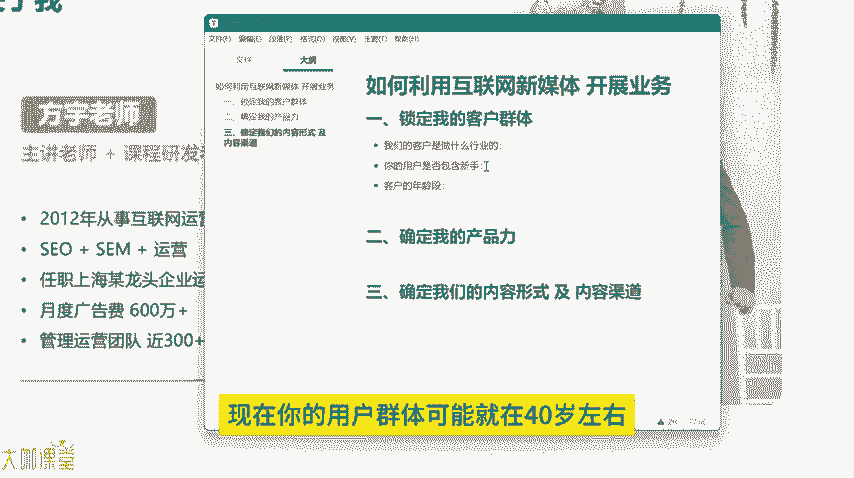 于我
方宇老师
主讲老师 + 课程研发
• 2012年从事互联网运营
• SEO + SEM + 运营
• 任职上海某龙头企业运
• 月度广告费 600万+
• 管理运营团队 近300+
文件(F) 编辑(E) 段落(P) 格式(O) 视图(V) 主题(T) 帮助(H)
文件 大纲
如何利用互联网新媒体 开展业务
一、锁定我的客户群体
二、确定我的产品力
三、确定我们的内容形式 及
内容渠道
如何利用互联网新媒体 开展业务
一、锁定我的客户群体
• 我们的客户是做什么行业的:
• 你的用户是否包含新手:
• 客户的年龄段:
二、确定我的产品力
三、确定我们的内容形式 及 内容渠道
现在你的用户群体可能就在40岁左右
大咖课堂